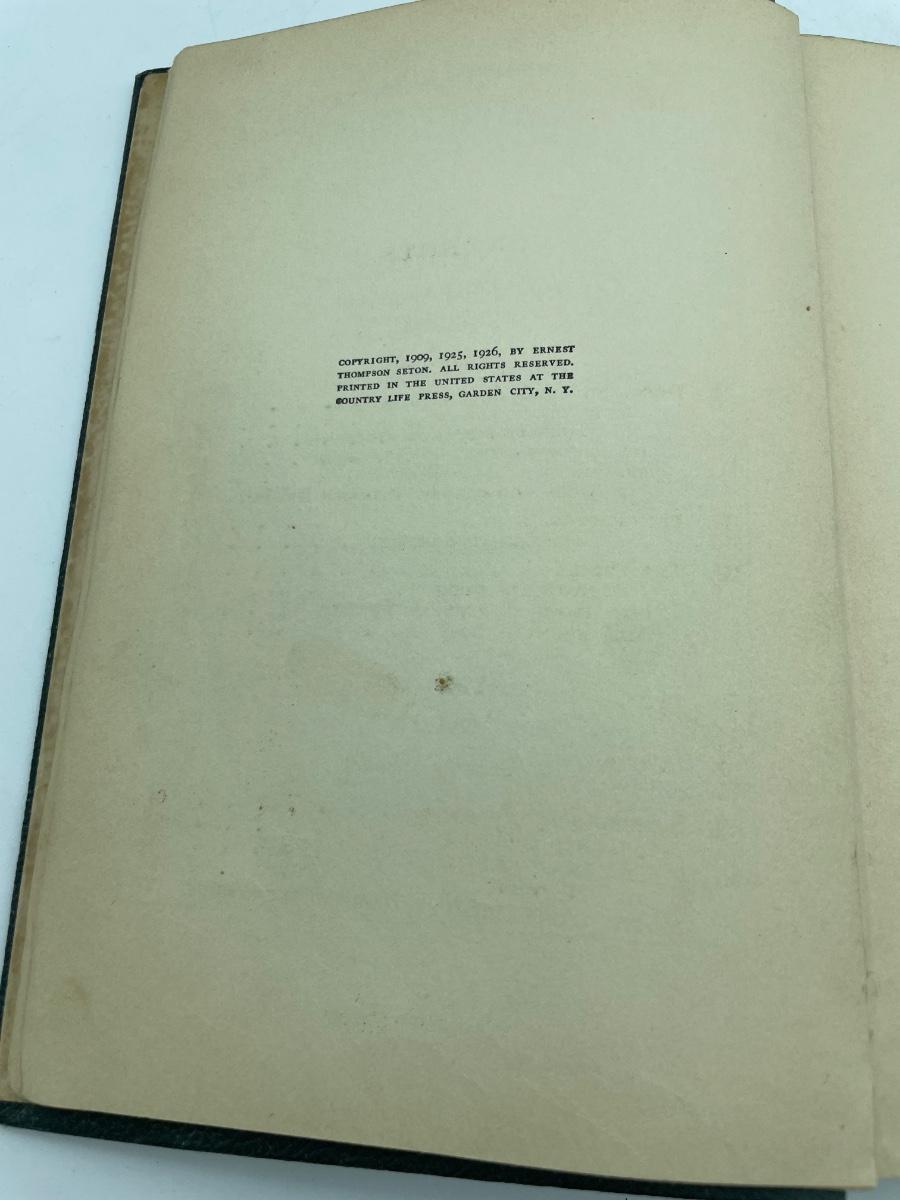 COPYRIGHT, 1909, 1925, 1926, BY ERNEST
THOMPSON SETON. ALL RIGHTS RESERVED.
PRINTED IN THE UNITED STATES AT THE
COUNTRY LIFE PRESS, GARDEN CITY, N. Y.